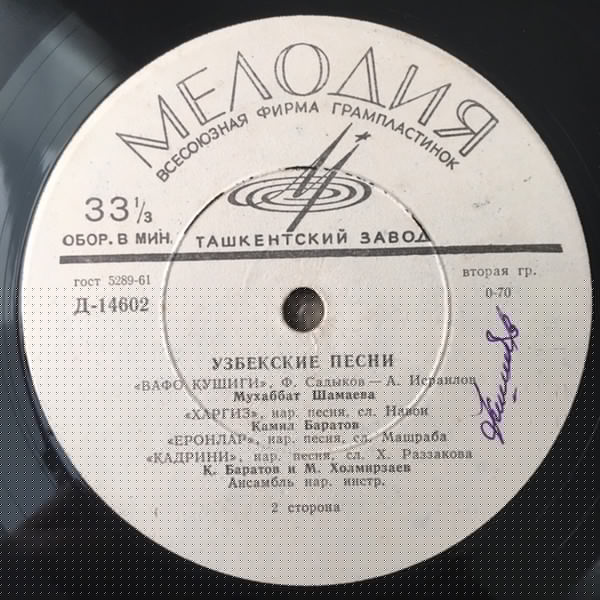 МЕЛОДИЯ
ВСЕСОЮЗНАЯ ФИРМА ГРАМПЛАСТИНОК
33⅓
ОБОР. В МИН.
ТАШКЕНТСКИЙ ЗАВОД
гост 5289-61
Д-14602
вторая гр.
0-70
УЗБЕКСКИЕ ПЕСНИ
«ВАФО КУШИГИ», Ф. Садыков — А. Исраилов
Мухаббат Шамаева
«ХАРГИЗ», нар. песня, сл. Навои
Камил Баратов
«ЕРОНЛАР», нар. песня, сл. Машраба
«КАДРИНИ», нар. песня, сл. Х. Раззакова
К. Баратов и М. Холмирзаев
Ансамбль нар. инстр.
2 сторона